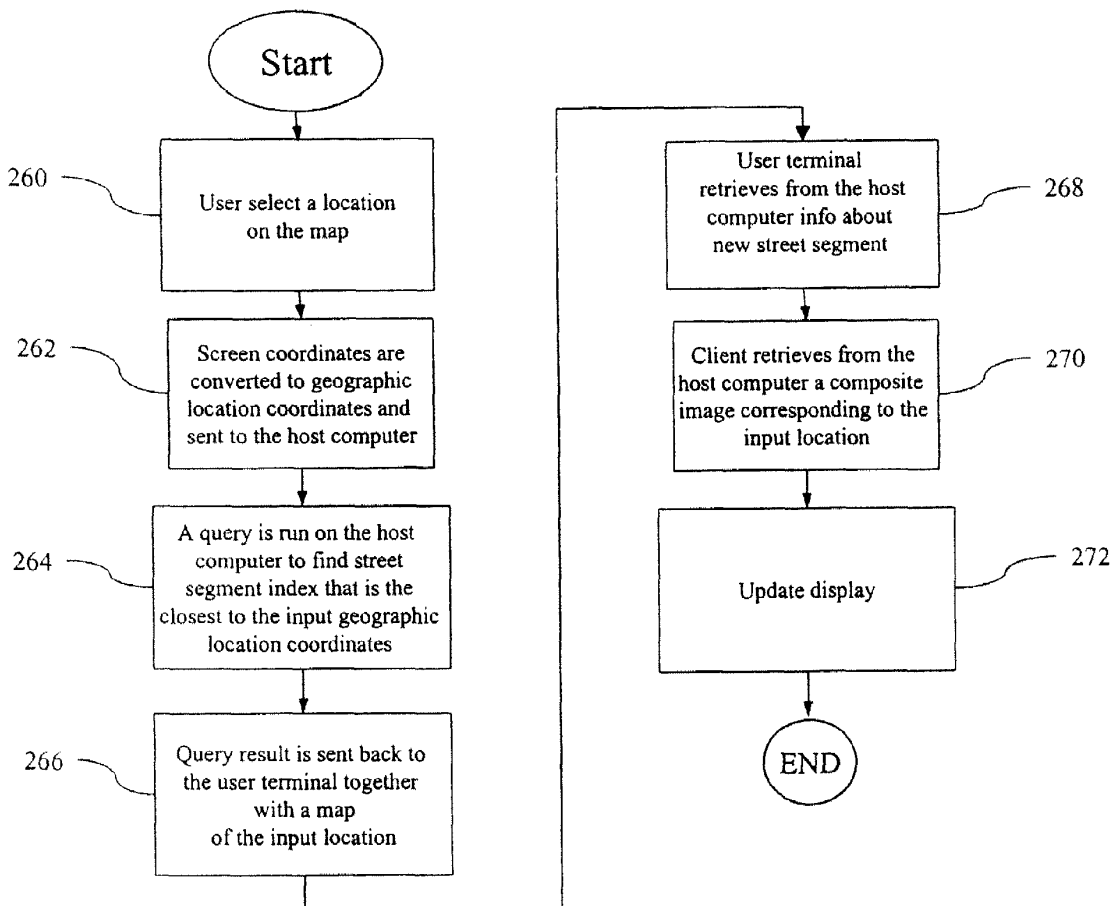 Start
260
User select a location
on the map
262
Screen coordinates are
converted to geographic
location coordinates and
sent to the host computer
264
A query is run on the host
computer to find street
segment index that is the
closest to the input geographic
location coordinates
266
Query result is sent back to
the user terminal together
with a map
of the input location
User terminal
retrieves from the host
computer info about
new street segment
268
Client retrieves from the
host computer a composite
image corresponding to the
input location
270
Update display
272
END